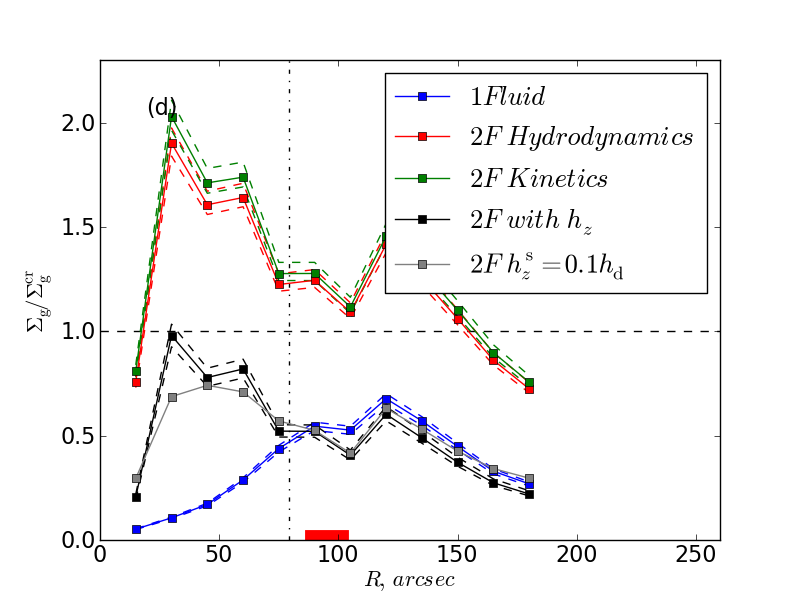 (d)
1Fluid
2F Hydrodynamics
2F Kinetics
2F with h_z
2F h_z^s = 0.1h_d
Σ_g/Σ_g^cr
2.0
1.5
1.0
0.5
0.0
0 50 100 150 200 250
R, arcsec